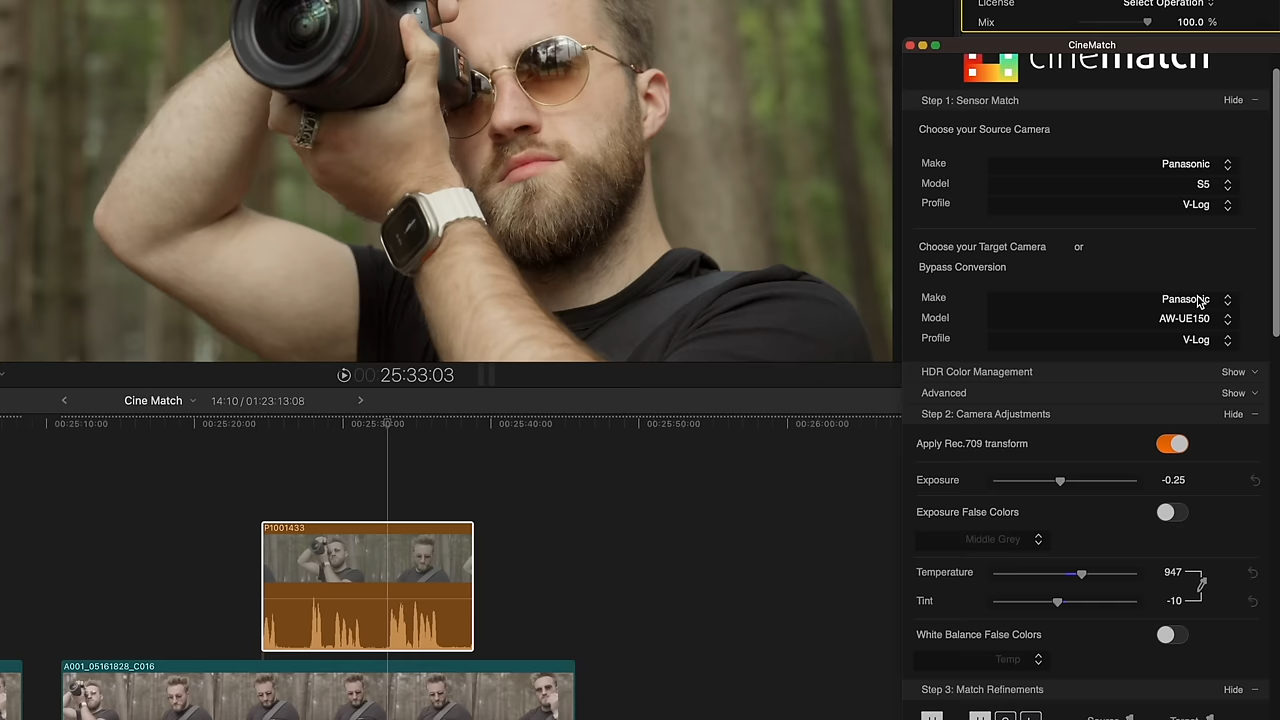 License Select Operation
Mix 100.0 %
CineMatch
cinematch
Step 1: Sensor Match Hide
Choose your Source Camera
Make Panasonic
Model S5
Profile V-Log
Choose your Target Camera or
Bypass Conversion
Make Panasonic
Model AW-UE150
Profile V-Log
HDR Color Management Show
Advanced Show
Step 2: Camera Adjustments Hide
Apply Rec.709 transform
Exposure -0.25
Exposure False Colors
Middle Grey
Temperature 947
Tint -10
White Balance False Colors
Temp
Step 3: Match Refinements Hide
00:25:33:03
Cine Match 14:10 / 01:23:13:08
00:25:10:00 00:25:20:00 00:25:30:00 00:25:40:00 00:25:50:00 00:26:00:00
P1001433
A001_05161828_C016